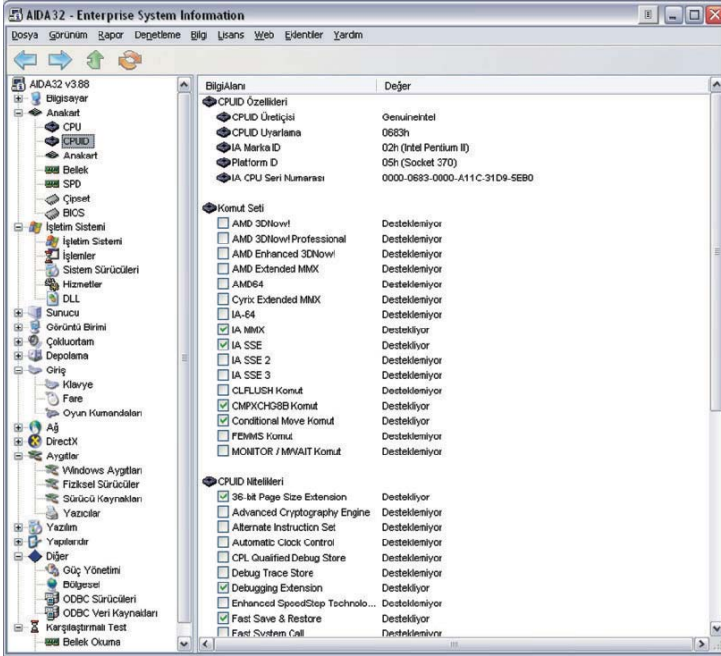 AIDA32 - Enterprise System Information
Dosya Görünüm Rapor Denetleme Bilgi Lisans Web Eklentiler Yardım
AIDA32 v3.88
Bilgisayar
Anakart
CPU
CPUID
Anakart
Bellek
SPD
Çipset
BIOS
İşletim Sistemi
İşletim Sistemi
İşlemler
Sistem Sürücüleri
Hizmetler
DLL
Sunucu
Görüntü Birimi
Çokluortam
Depolama
Giriş
Klavye
Fare
Oyun Kumandaları
Ağ
DirectX
Aygıtlar
Windows Aygıtları
Fiziksel Sürücüler
Sürücü Kaynakları
Yazıcılar
Yazılım
Yapılandır
Diğer
Güç Yönetimi
Bölgesel
ODBC Sürücüleri
ODBC Veri Kaynakları
Karşılaştırmalı Test
Bellek Okuma
BilgiAlanı Değer
CPUID Özellikleri
CPUID Üreticisi GenuineIntel
CPUID Uyarlama 0683h
IA Marka ID 02h (Intel Pentium II)
Platform ID 05h (Socket 370)
IA CPU Seri Numarası 0000-0683-0000-A11C-31D9-5EB0
Komut Seti
AMD 3DNow! Desteklemiyor
AMD 3DNow! Professional Desteklemiyor
AMD Enhanced 3DNow! Desteklemiyor
AMD Extended MMX Desteklemiyor
AMD64 Desteklemiyor
Cyrix Extended MMX Desteklemiyor
IA-64 Desteklemiyor
IA MMX Destekliyor
IA SSE Destekliyor
IA SSE 2 Desteklemiyor
IA SSE 3 Desteklemiyor
CLFLUSH Komut Desteklemiyor
CMPXCHG8B Komut Destekliyor
Conditional Move Komut Destekliyor
FEMMS Komut Desteklemiyor
MONITOR / MWAIT Komut Desteklemiyor
CPUID Nitelikleri
36-bit Page Size Extension Destekliyor
Advanced Cryptography Engine Desteklemiyor
Alternate Instruction Set Desteklemiyor
Automatic Clock Control Desteklemiyor
CPL Qualified Debug Store Desteklemiyor
Debug Trace Store Desteklemiyor
Debugging Extension Destekliyor
Enhanced SpeedStep Technolo... Desteklemiyor
Fast Save & Restore Destekliyor
Fast System Call Desteklemiyor